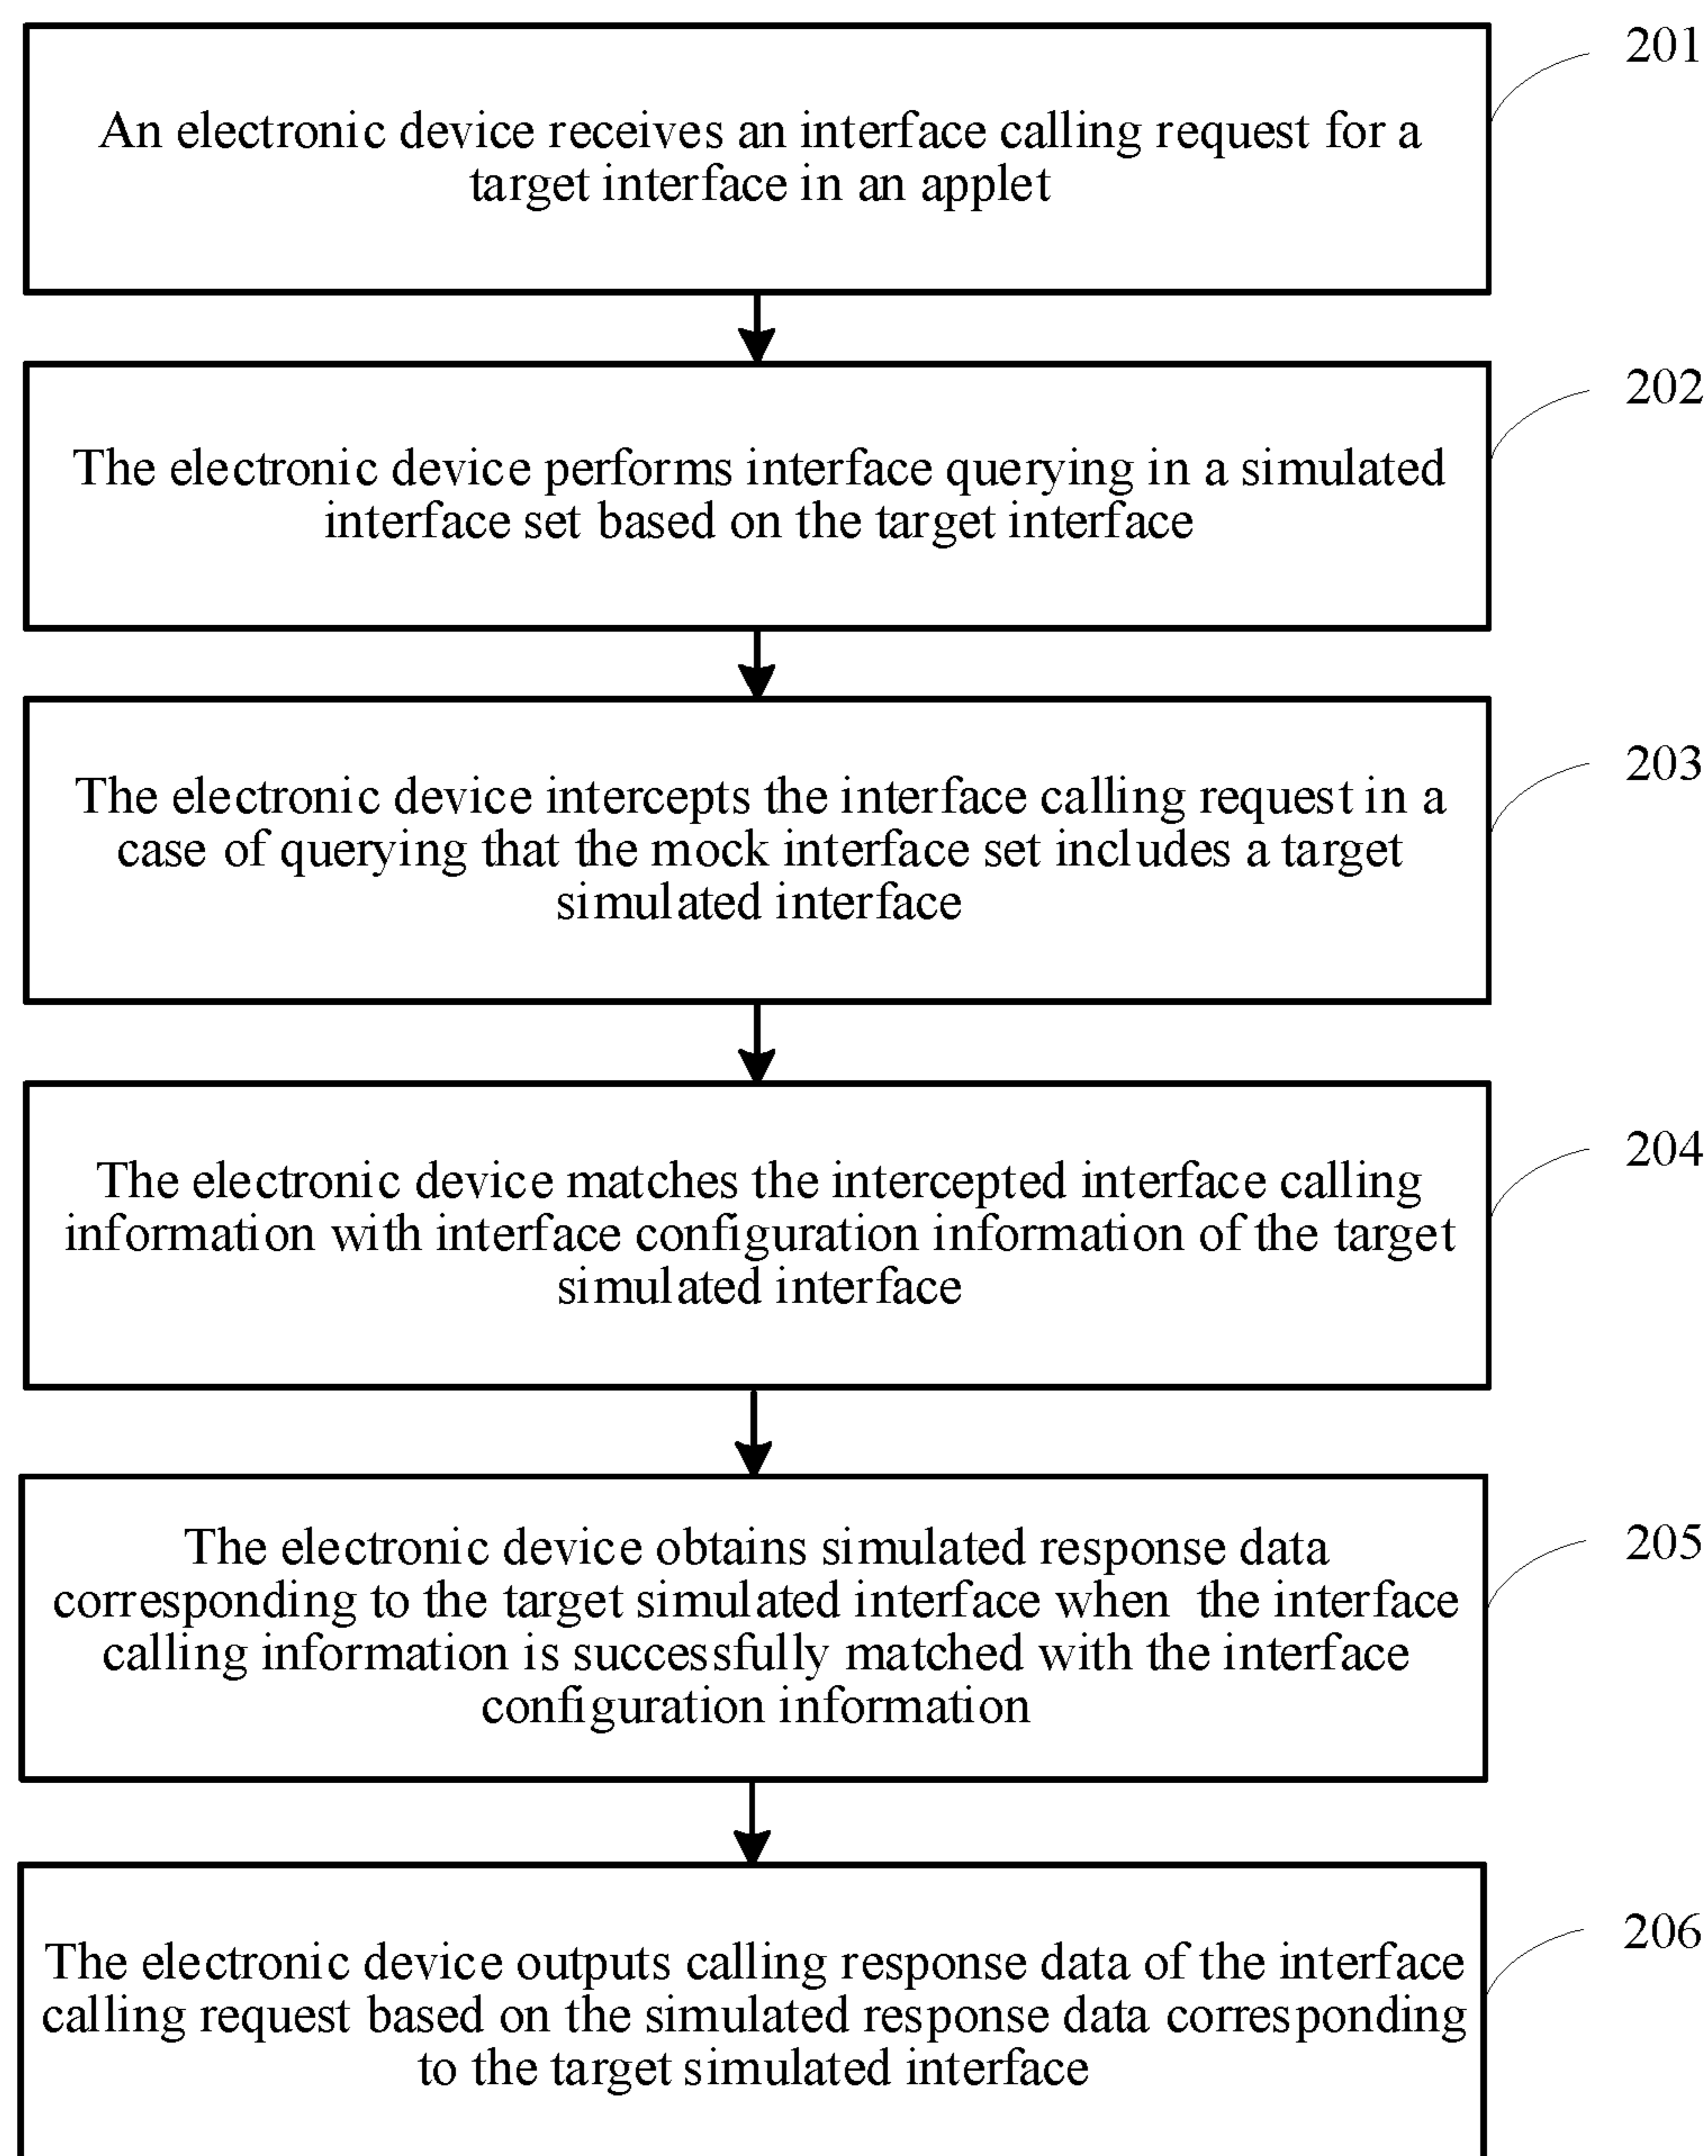 201
An electronic device receives an interface calling request for a
target interface in an applet
202
The electronic device performs interface querying in a simulated
interface set based on the target interface
203
The electronic device intercepts the interface calling request in a
case of querying that the mock interface set includes a target
simulated interface
204
The electronic device matches the intercepted interface calling
information with interface configuration information of the target
simulated interface
205
The electronic device obtains simulated response data
corresponding to the target simulated interface when the interface
calling information is successfully matched with the interface
configuration information
206
The electronic device outputs calling response data of the interface
calling request based on the simulated response data corresponding
to the target simulated interface